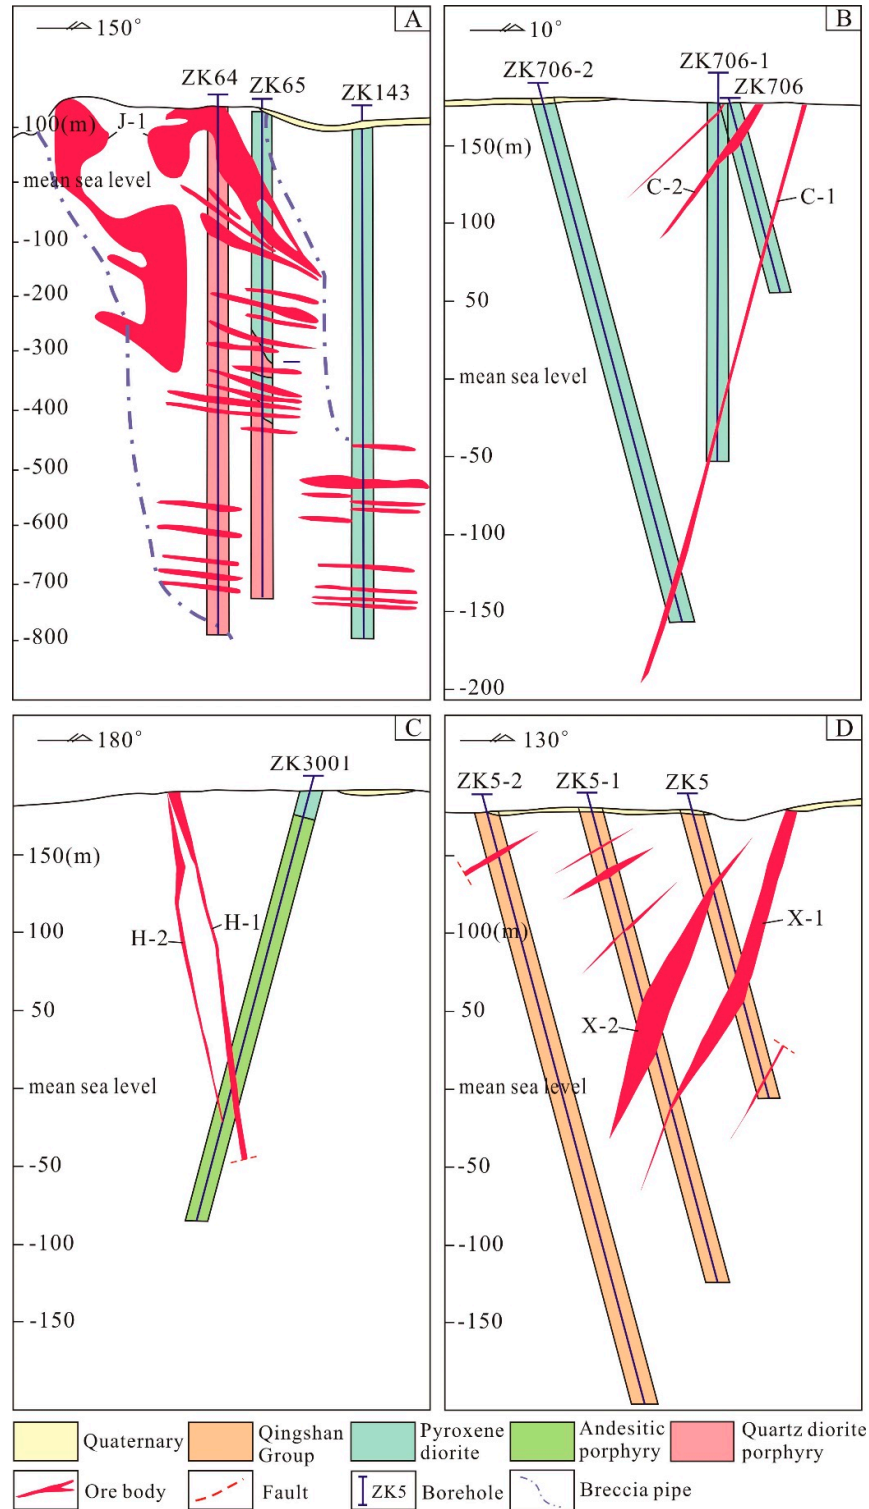 150°
A
ZK64
ZK65
ZK143
100(m)
J-1
mean sea level
-100
-200
-300
-400
-500
-600
-700
-800
10°
B
ZK706-2
ZK706-1
ZK706
150(m)
C-2
C-1
100
50
mean sea level
-50
-100
-150
-200
180°
C
ZK3001
150(m)
100
H-2
H-1
50
mean sea level
-50
-100
-150
130°
D
ZK5-2
ZK5-1
ZK5
100(m)
X-1
50
X-2
mean sea level
-50
-100
-150
Quaternary
Qingshan
Group
Pyroxene
diorite
Andesitic
porphyry
Quartz diorite
porphyry
Ore body
Fault
ZK5
Borehole
Breccia pipe